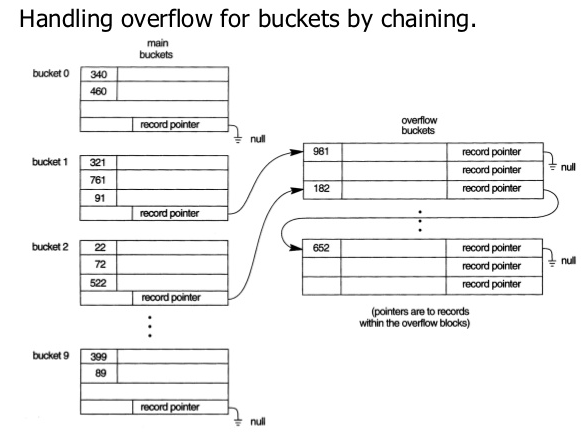 Handling overflow for buckets by chaining.
main
buckets
bucket 0
340
460
record pointer
null
bucket 1
321
761
91
record pointer
bucket 2
22
72
522
record pointer
bucket 9
399
89
record pointer
null
overflow
buckets
981
record pointer
null
record pointer
182
record pointer
652
record pointer
null
record pointer
record pointer
(pointers are to records
within the overflow blocks)